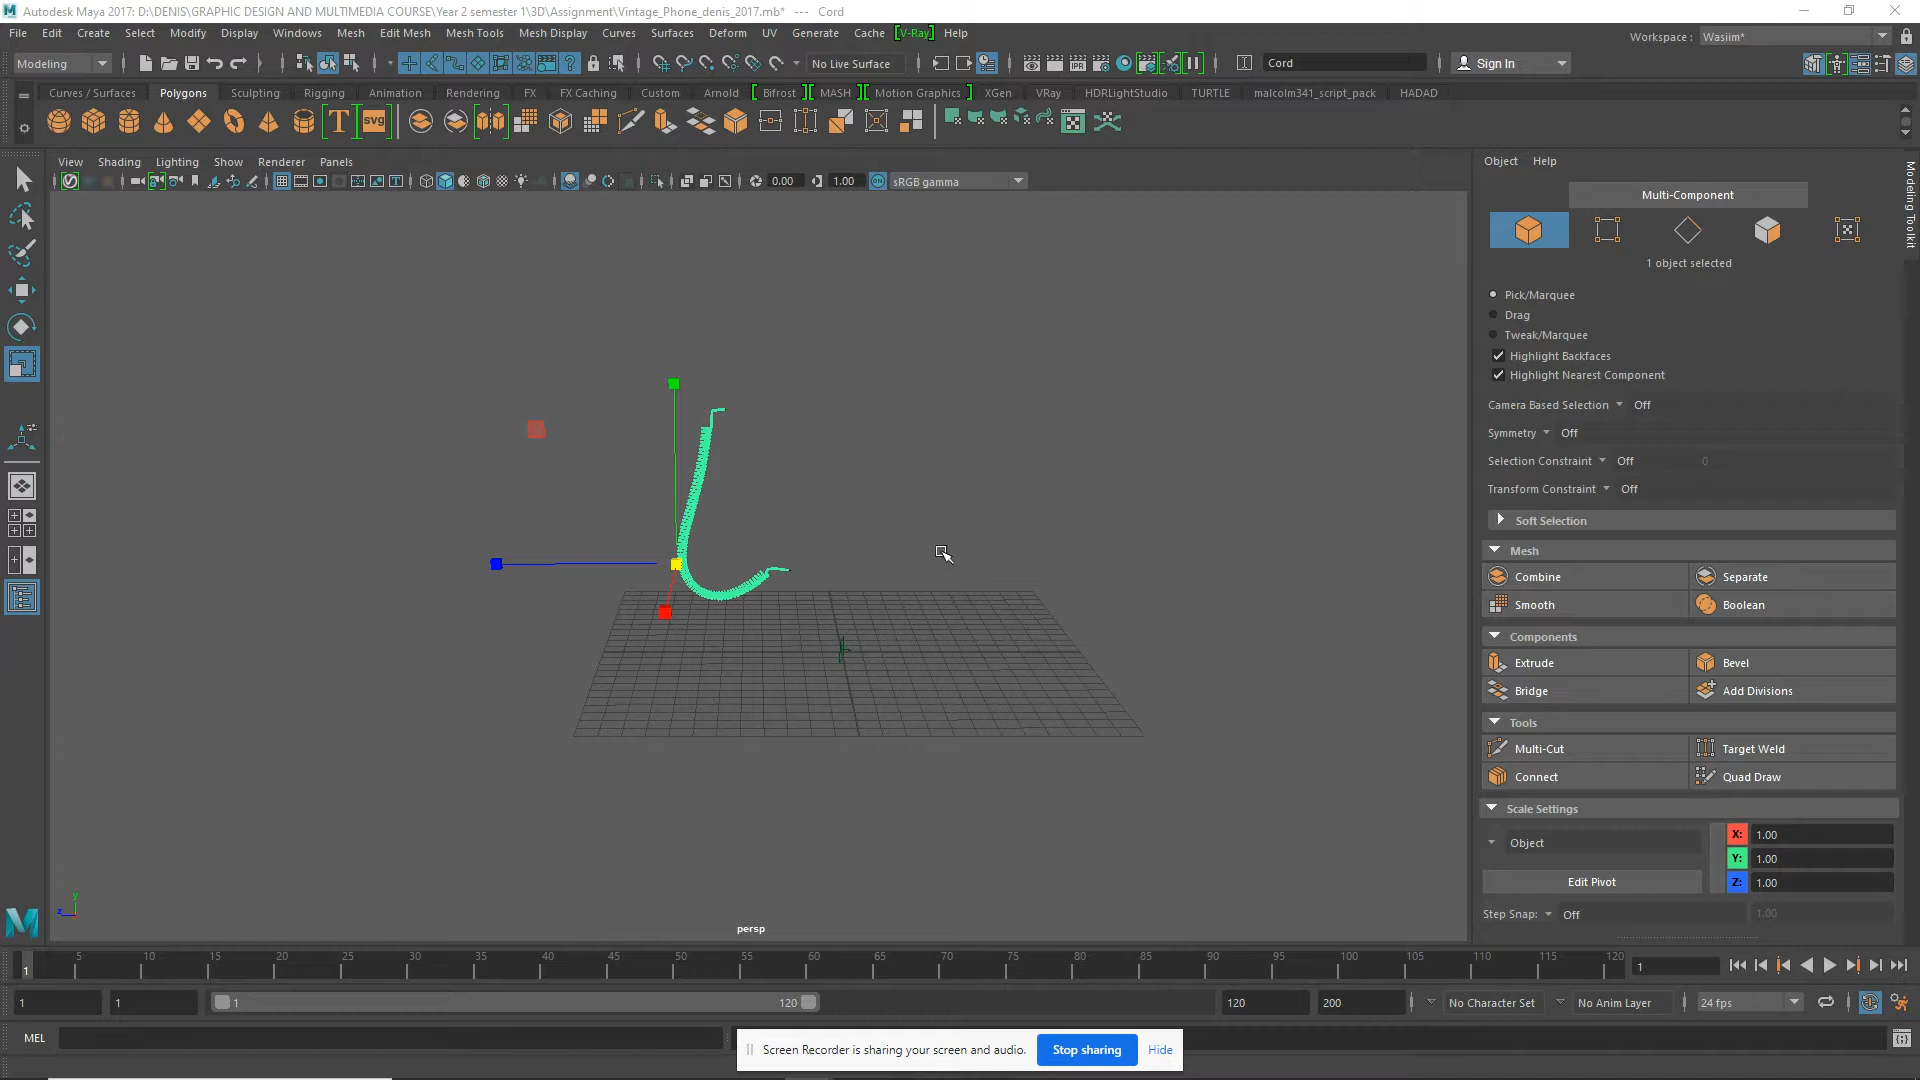 Autodesk Maya 2017: D:\DENIS\GRAPHIC DESIGN AND MULTIMEDIA COURSE\Year 2 semester 1\3D\Assignment\Vintage_Phone_denis_2017.mb* --- Cord
File Edit Create Select Modify Display Windows Mesh Edit Mesh Mesh Tools Mesh Display Curves Surfaces Deform UV Generate Cache [V-Ray] Help
Workspace : Wasiim*
Modeling
No Live Surface
IPR
Cord
Sign In
Curves / Surfaces Polygons Sculpting Rigging Animation Rendering FX FX Caching Custom Arnold Bifrost MASH Motion Graphics XGen VRay HDRLightStudio TURTLE malcolm341_script_pack HADAD
T svg
View Shading Lighting Show Renderer Panels
0.00 1.00 ON sRGB gamma
Object Help
Modeling Toolkit
Multi-Component
1 object selected
Pick/Marquee
Drag
Tweak/Marquee
Highlight Backfaces
Highlight Nearest Component
Camera Based Selection Off
Symmetry Off
Selection Constraint Off 0
Transform Constraint Off
Soft Selection
Mesh
Combine Separate
Smooth Boolean
Components
Extrude Bevel
Bridge Add Divisions
Tools
Multi-Cut Target Weld
Connect Quad Draw
Scale Settings
X: 1.00
Object
Y: 1.00
Edit Pivot
Z: 1.00
Step Snap: Off 1.00
y
z
persp
5 10 15 20 25 30 35 40 45 50 55 60 65 70 75 80 85 90 95 100 105 110 115 120
1 1
1 1 1 120 120 200 No Character Set No Anim Layer 24 fps
MEL
Screen Recorder is sharing your screen and audio. Stop sharing Hide